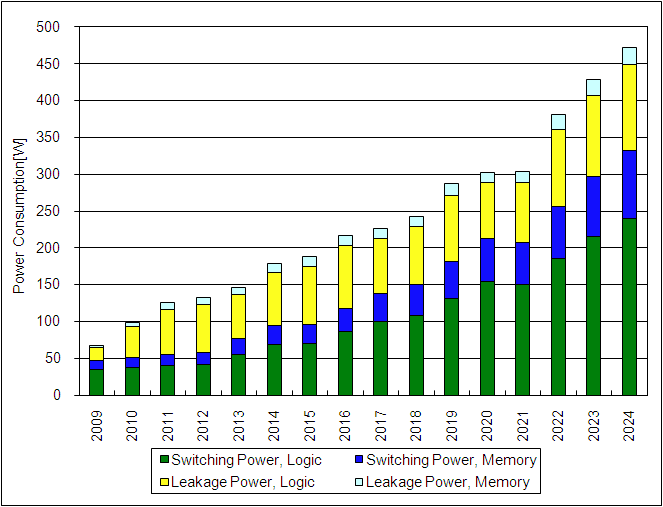 500
450
400
350
300
250
200
150
100
50
0
Power Consumption[W]
2009 2010 2011 2012 2013 2014 2015 2016 2017 2018 2019 2020 2021 2022 2023 2024
Switching Power, Logic Switching Power, Memory
Leakage Power, Logic Leakage Power, Memory